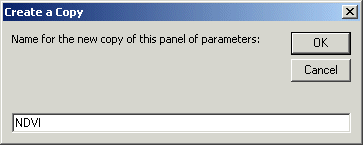 Create a Copy
Name for the new copy of this panel of parameters:
OK
Cancel
NDVI